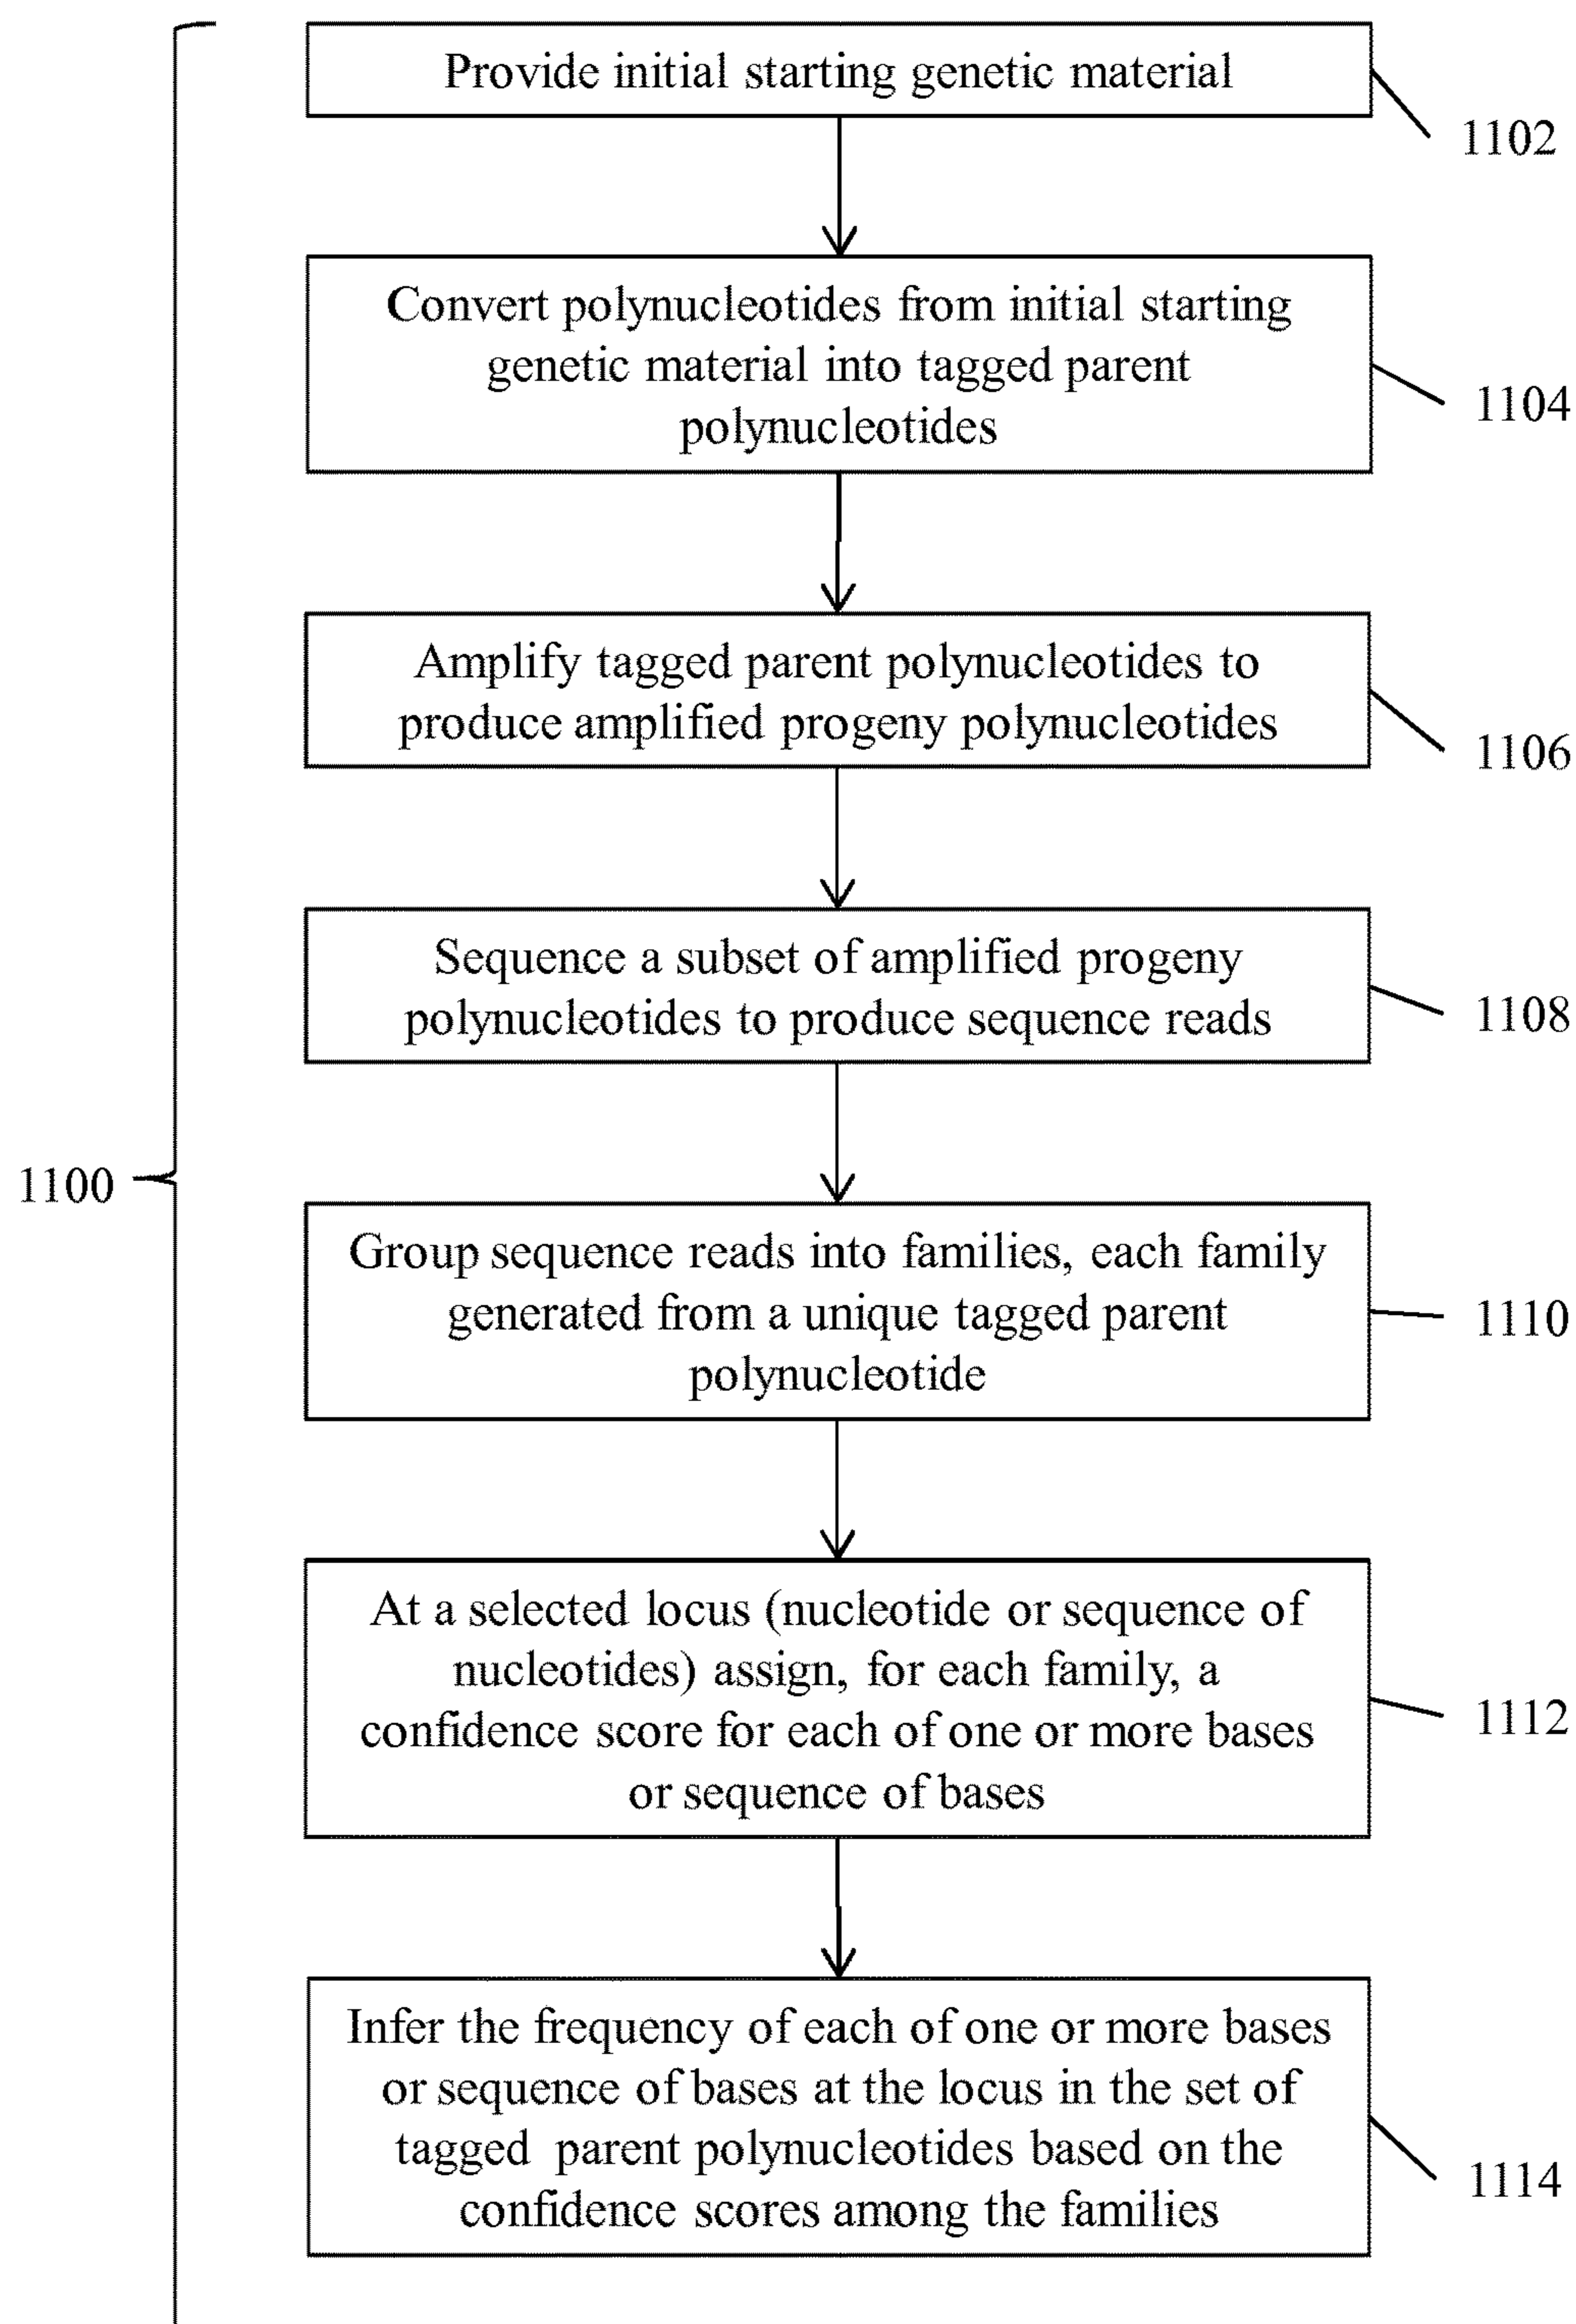 Provide initial starting genetic material
1102
Convert polynucleotides from initial starting
genetic material into tagged parent
polynucleotides
1104
Amplify tagged parent polynucleotides to
produce amplified progeny polynucleotides
1106
Sequence a subset of amplified progeny
polynucleotides to produce sequence reads
1108
1100
Group sequence reads into families, each family
generated from a unique tagged parent
polynucleotide
1110
At a selected locus (nucleotide or sequence of
nucleotides) assign, for each family, a
confidence score for each of one or more bases
or sequence of bases
1112
Infer the frequency of each of one or more bases
or sequence of bases at the locus in the set of
tagged parent polynucleotides based on the
confidence scores among the families
1114